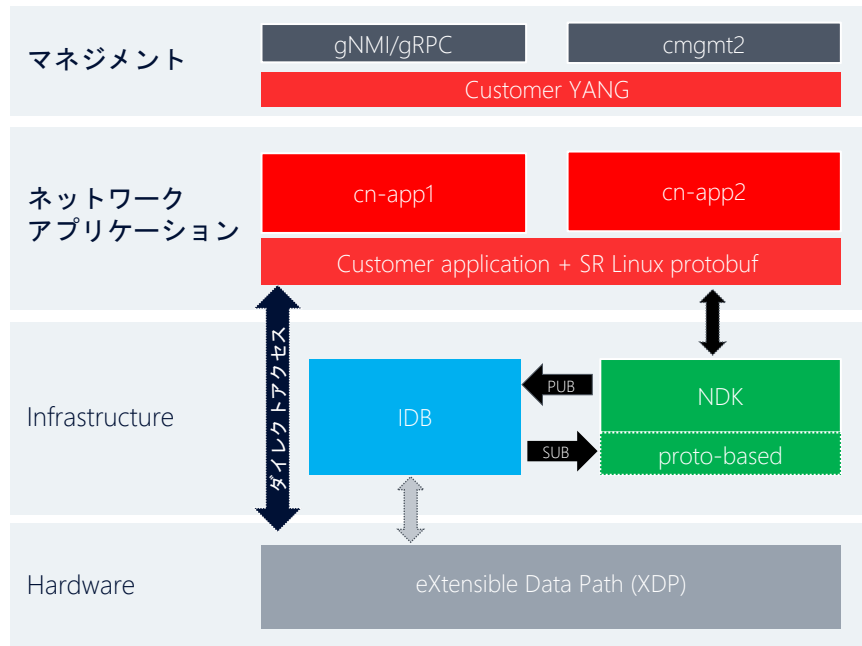 マネジメント
gNMI/gRPC
cmgmt2
Customer YANG
ネットワーク
アプリケーション
cn-app1
cn-app2
Customer application + SR Linux protobuf
ダイレクトアクセス
Infrastructure
IDB
PUB
SUB
NDK
proto-based
Hardware
eXtensible Data Path (XDP)